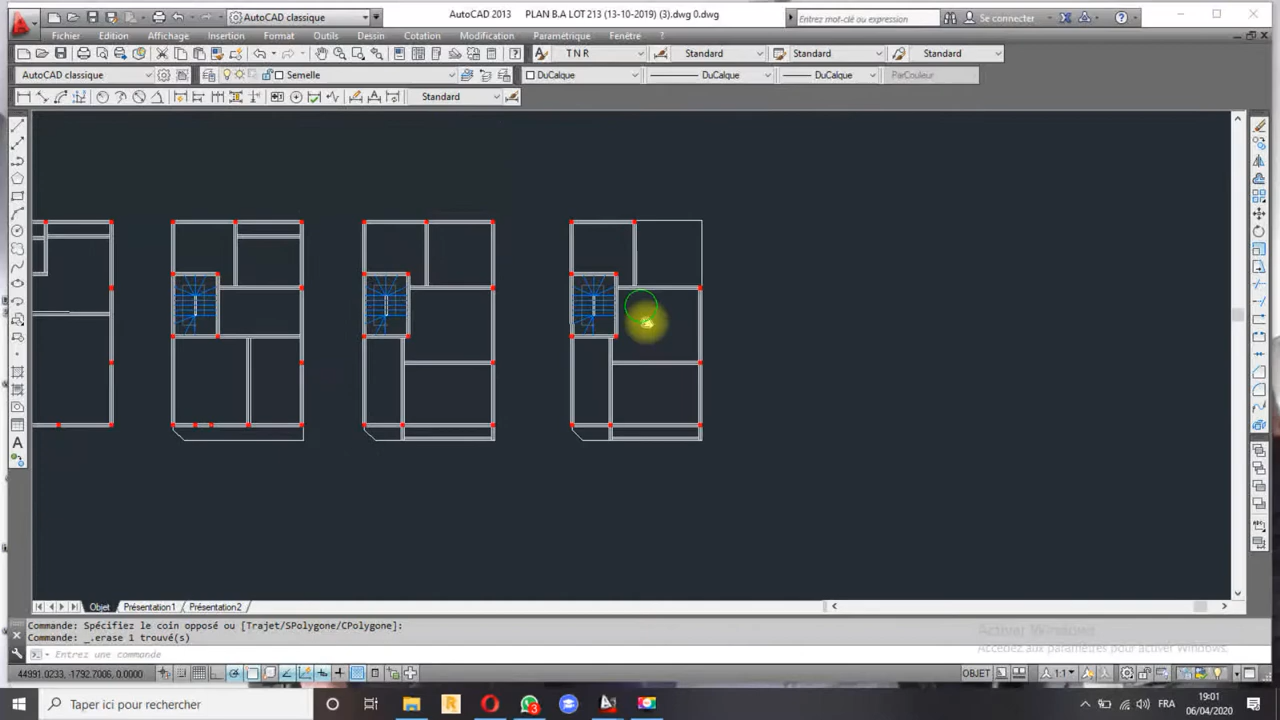 AutoCAD classique
AutoCAD 2013 PLAN B.A LOT 213 (13-10-2019) (3).dwg 0.dwg
Entrez mot-clé ou expression
Se connecter
Fichier Edition Affichage Insertion Format Outils Dessin Cotation Modification Paramétrique Fenêtre ?
T N R Standard Standard Standard
AutoCAD classique Semelle DuCalque DuCalque DuCalque ParCouleur
Standard
Objet Présentation1 Présentation2
Commande: Spécifiez le coin opposé ou [Trajet/SPolygone/CPolygone]:
Commande: _.erase 1 trouvé(s)
Entrez une commande
Activer Windows
Accédez aux paramètres pour activer Windows.
44991.0233, -1792.7006, 0.0000 OBJET 1:1
Taper ici pour rechercher
3
FRA
19:01
06/04/2020